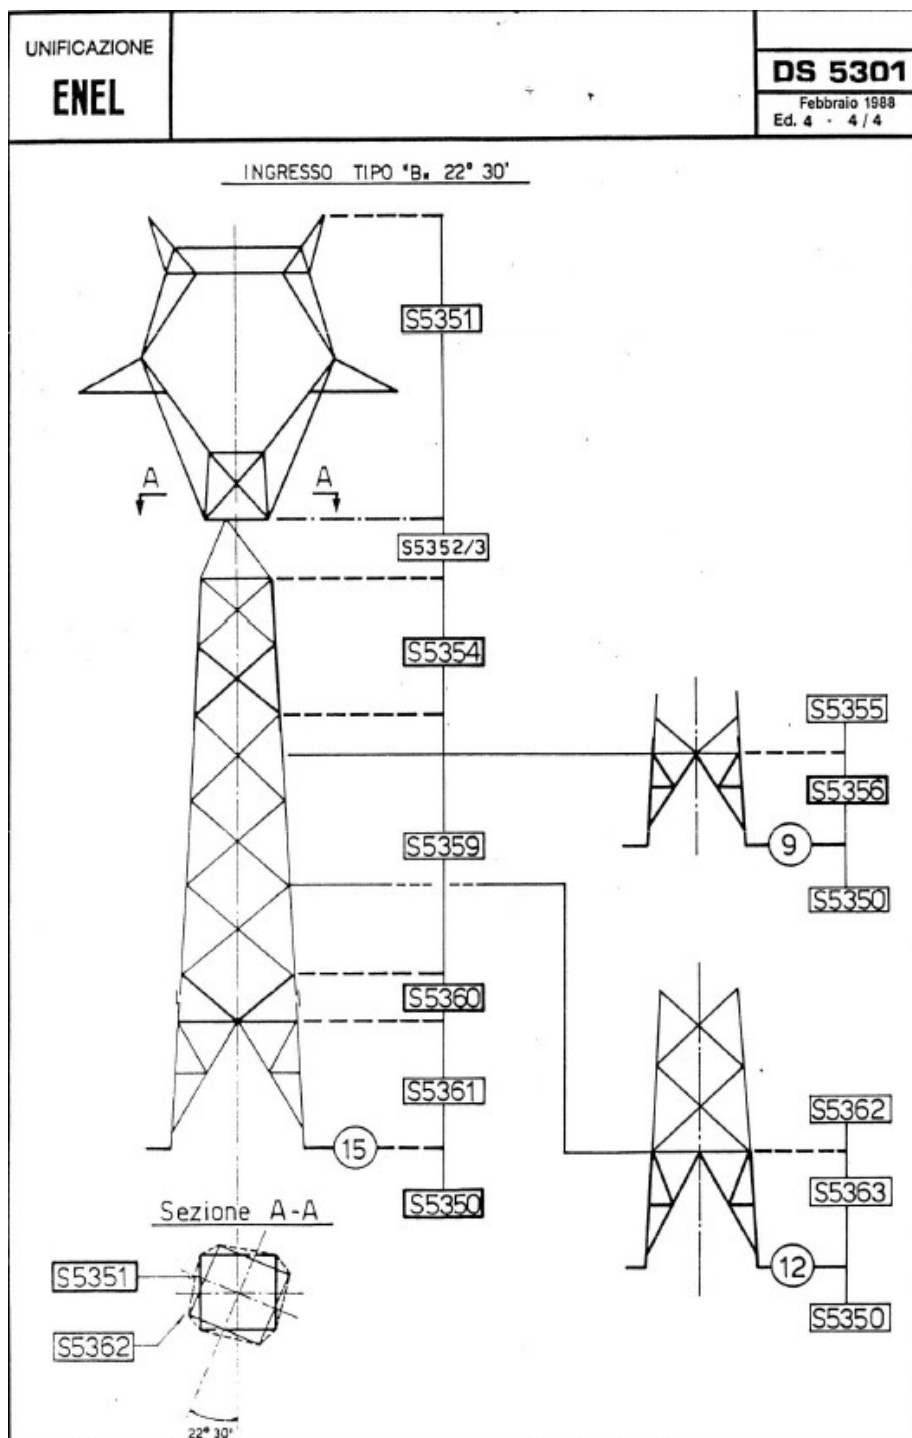 UNIFICAZIONE
ENEL
DS 5301
Febbraio 1988
Ed. 4 - 4/4
INGRESSO TIPO "B" 22° 30'
S5351
A A
S5352/3
S5354
S5355
S5356
S5359
9
S5350
S5360
S5361
S5362
15
S5363
S5350
Sezione A-A
12
S5351
S5350
S5362
22° 30'